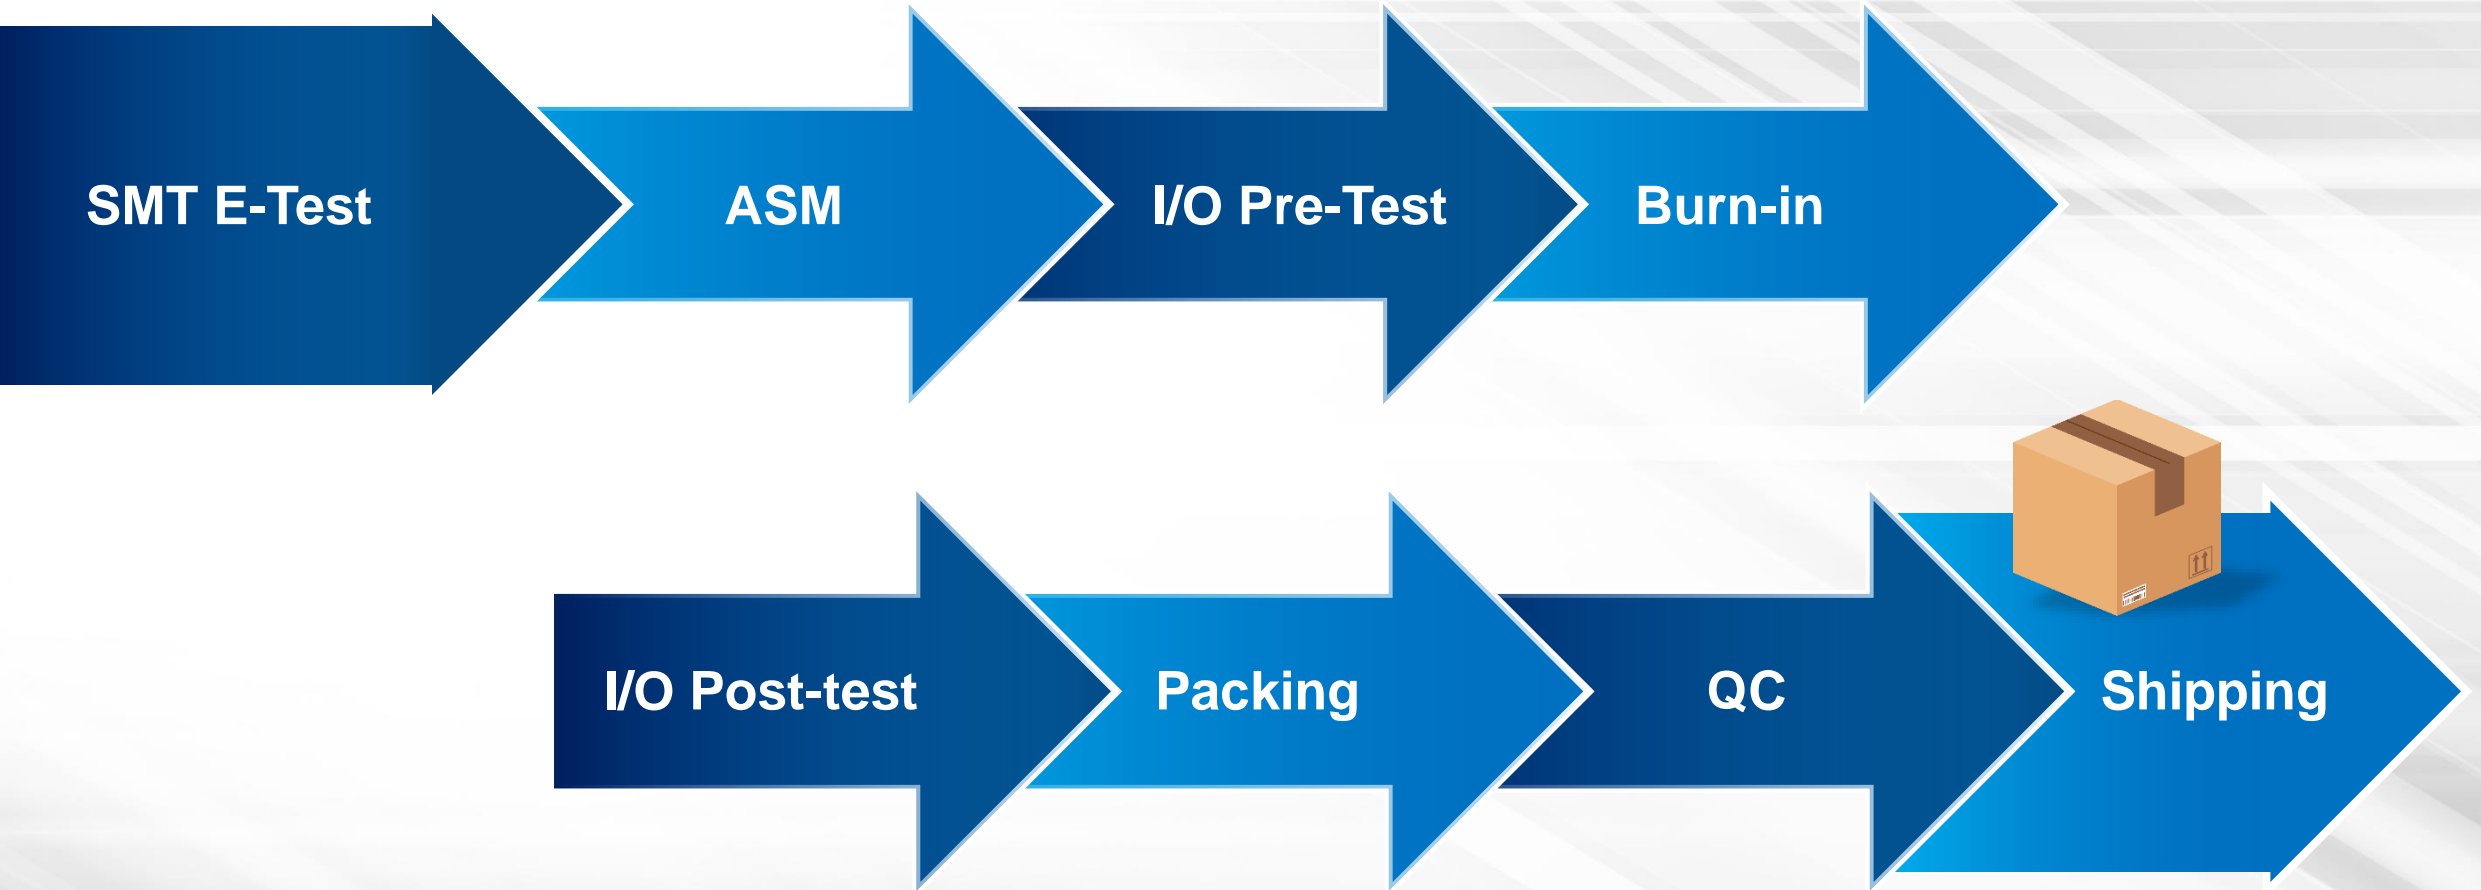 SMT E-Test
ASM
I/O Pre-Test
Burn-in
I/O Post-test
Packing
QC
Shipping